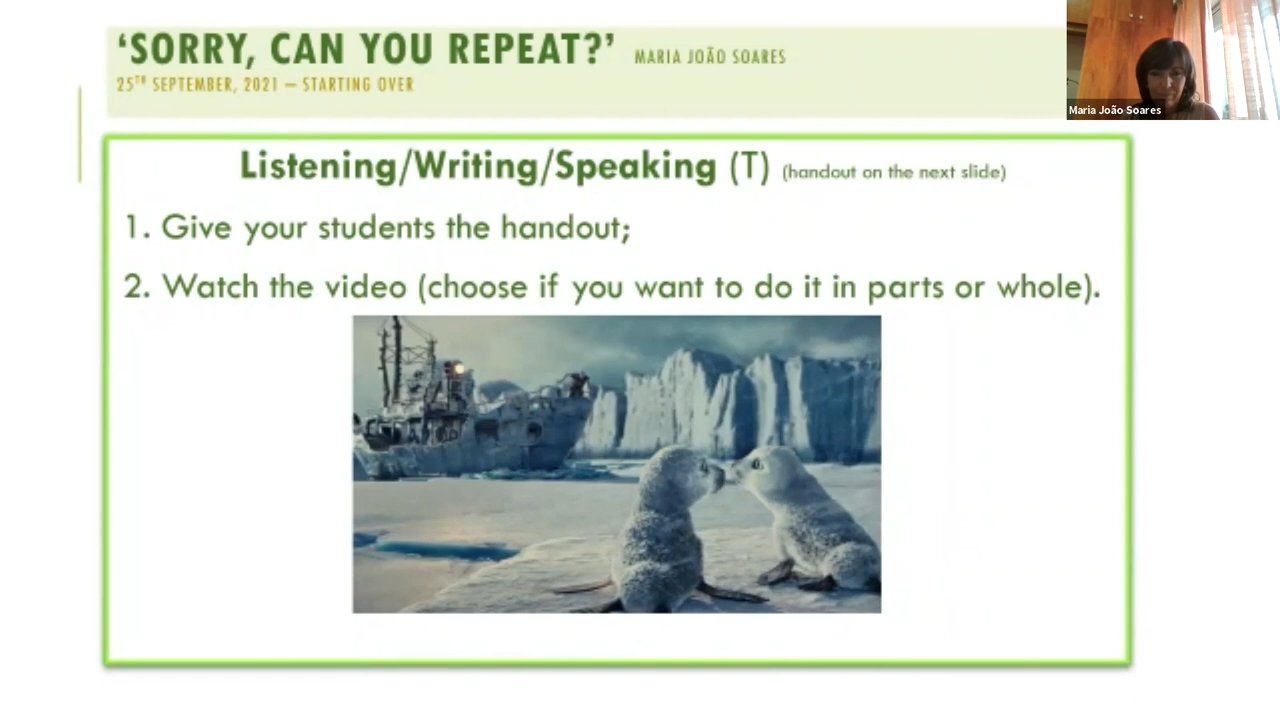 ‘SORRY, CAN YOU REPEAT?’ MARIA JOÃO SOARES
25TH SEPTEMBER, 2021 – STARTING OVER
Maria João Soares
Listening/Writing/Speaking (T) (handout on the next slide)
1. Give your students the handout;
2. Watch the video (choose if you want to do it in parts or whole).